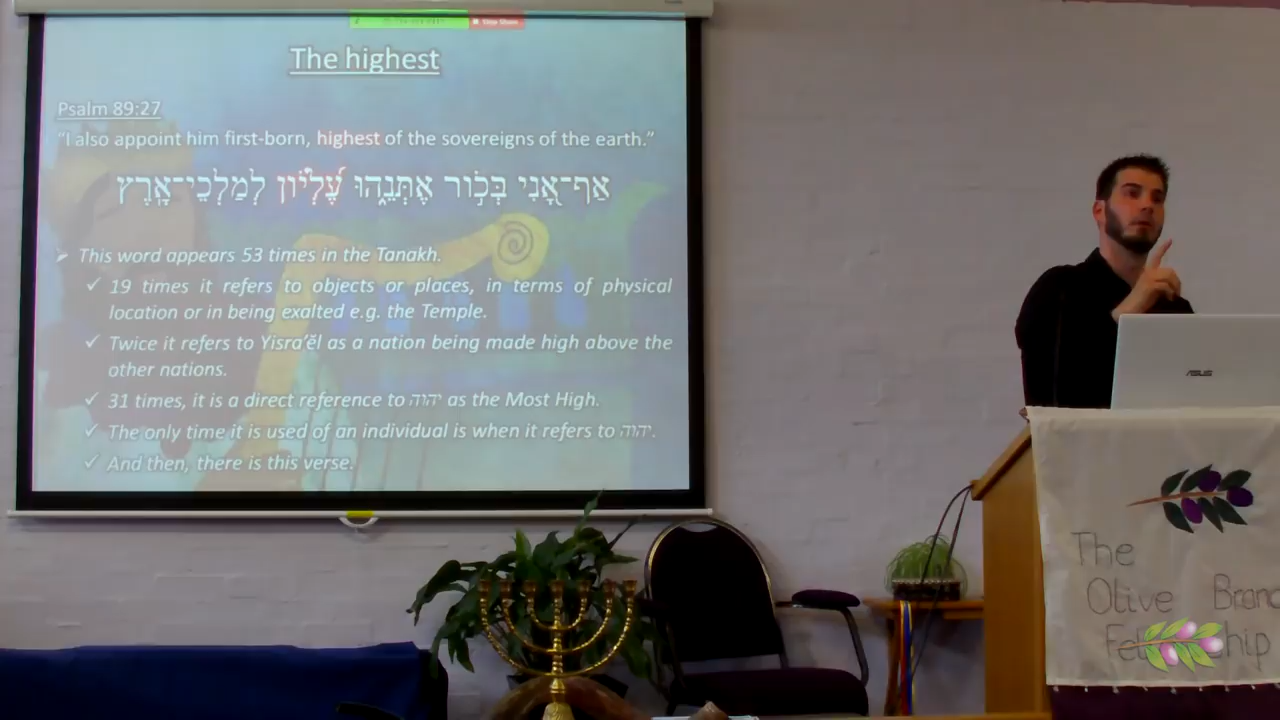 Stop Share
The highest
Psalm 89:27
“I also appoint him first-born, highest of the sovereigns of the earth.”
אַף־אָ֭נִי בְּכ֣וֹר אֶתְּנֵ֑הוּ עֶ֝לְי֗וֹן לְמַלְכֵי־אָֽרֶץ
➢ This word appears 53 times in the Tanakh.
✓ 19 times it refers to objects or places, in terms of physical
location or in being exalted e.g. the Temple.
✓ Twice it refers to Yisra’ĕl as a nation being made high above the
other nations.
✓ 31 times, it is a direct reference to יהוה as the Most High.
✓ The only time it is used of an individual is when it refers to יהוה.
✓ And then, there is this verse.
ASUS
The
Olive Branc